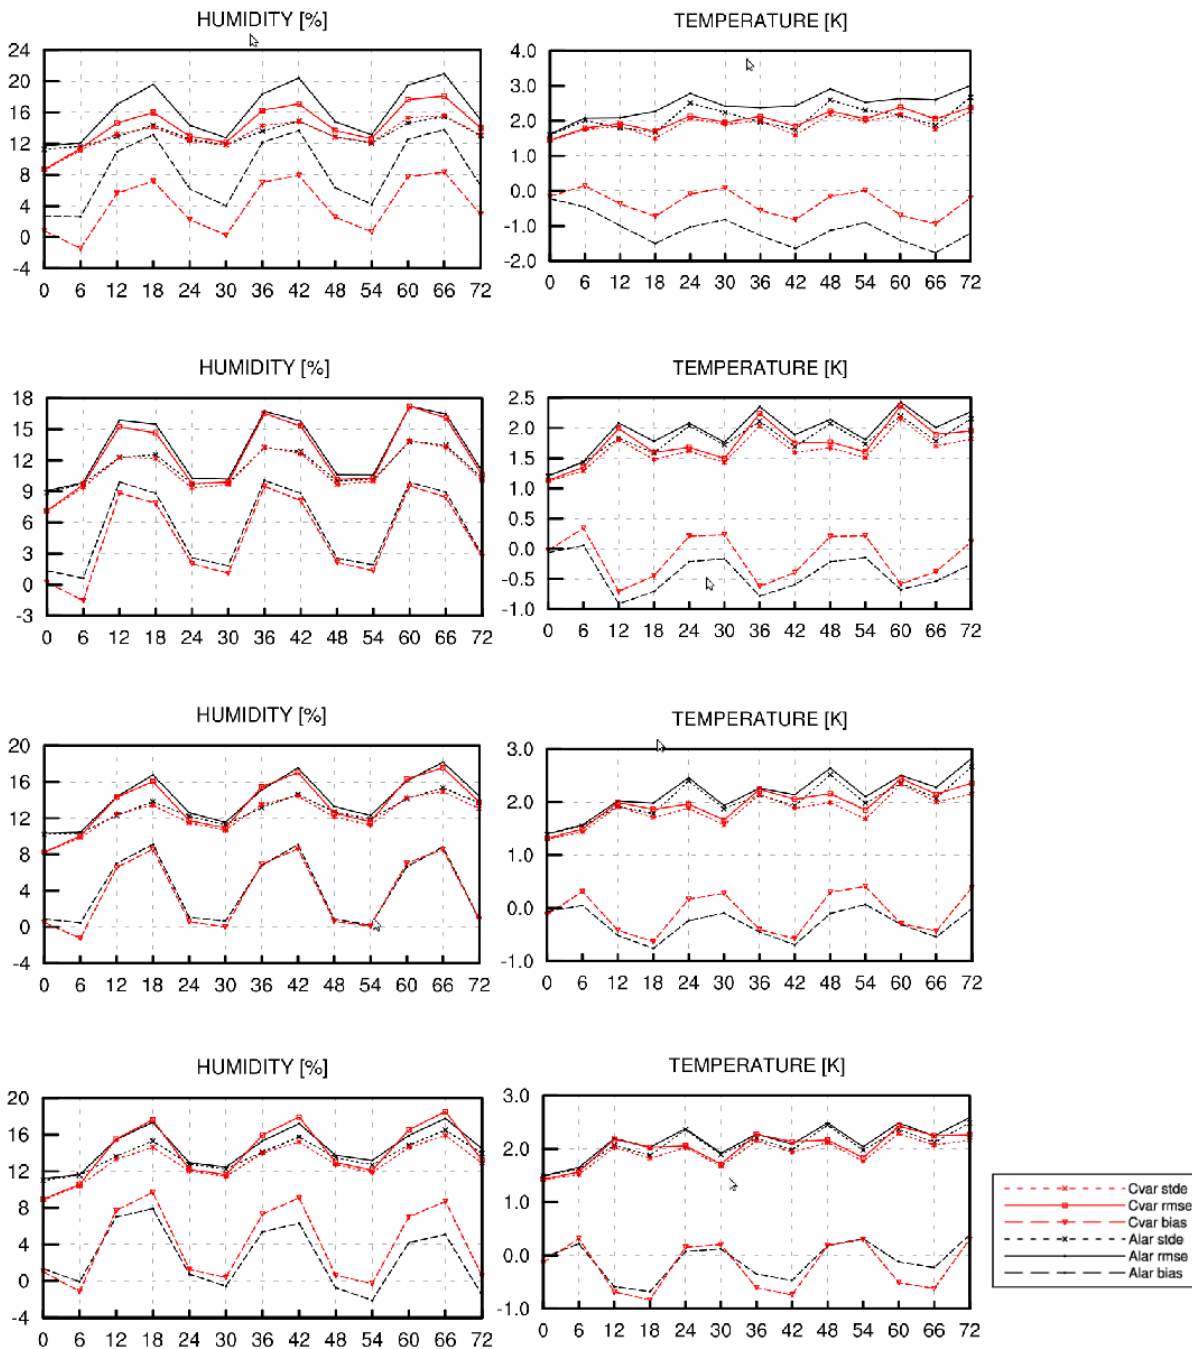 HUMIDITY [%]
24
20
16
12
8
4
0
-4
0 6 12 18 24 30 36 42 48 54 60 66 72
TEMPERATURE [K]
4.0
3.0
2.0
1.0
0.0
-1.0
-2.0
0 6 12 18 24 30 36 42 48 54 60 66 72
HUMIDITY [%]
18
15
12
9
6
3
0
-3
0 6 12 18 24 30 36 42 48 54 60 66 72
TEMPERATURE [K]
2.5
2.0
1.5
1.0
0.5
0.0
-0.5
-1.0
0 6 12 18 24 30 36 42 48 54 60 66 72
HUMIDITY [%]
20
16
12
8
4
0
-4
0 6 12 18 24 30 36 42 48 54 60 66 72
TEMPERATURE [K]
3.0
2.0
1.0
0.0
-1.0
0 6 12 18 24 30 36 42 48 54 60 66 72
HUMIDITY [%]
20
16
12
8
4
0
-4
0 6 12 18 24 30 36 42 48 54 60 66 72
TEMPERATURE [K]
3.0
2.0
1.0
0.0
-1.0
0 6 12 18 24 30 36 42 48 54 60 66 72
Cvar stde
Cvar rmse
Cvar bias
Alar stde
Alar rmse
Alar bias